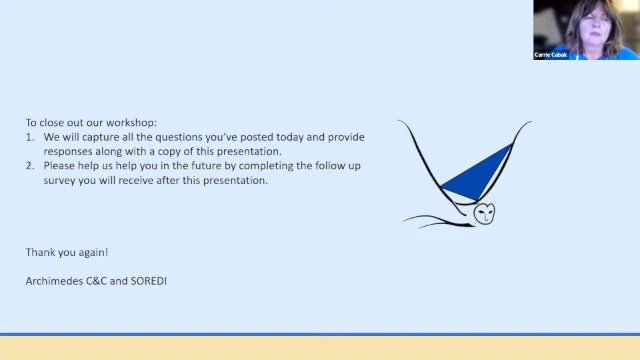 Carrie Cabak
To close out our workshop:
1. We will capture all the questions you've posted today and provide
responses along with a copy of this presentation.
2. Please help us help you in the future by completing the follow up
survey you will receive after this presentation.
Thank you again!
Archimedes C&C and SOREDI